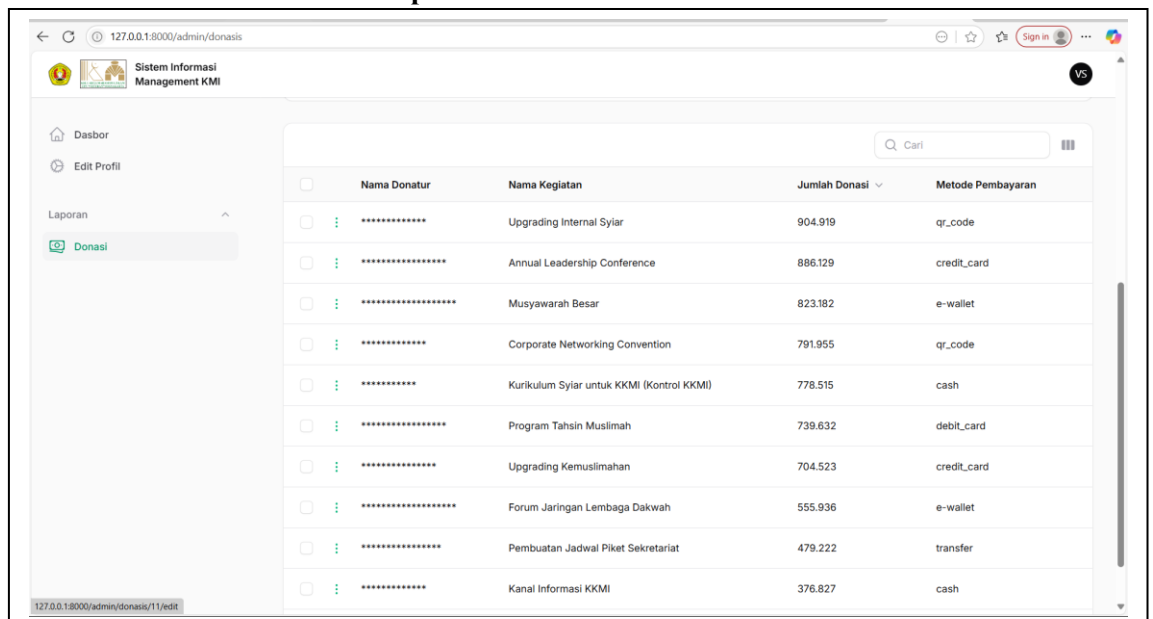 127.0.0.1:8000/admin/donasis
Sign in
Sistem Informasi
Management KMI
VS
Dasbor
Edit Profil
Laporan
Donasi
Cari
Nama Donatur Nama Kegiatan Jumlah Donasi Metode Pembayaran
************* Upgrading Internal Syiar 904.919 qr_code
***************** Annual Leadership Conference 886.129 credit_card
******************* Musyawarah Besar 823.182 e-wallet
************* Corporate Networking Convention 791.955 qr_code
*********** Kurikulum Syiar untuk KKMI (Kontrol KKMI) 778.515 cash
***************** Program Tahsin Muslimah 739.632 debit_card
*************** Upgrading Kemuslimahan 704.523 credit_card
******************* Forum Jaringan Lembaga Dakwah 555.936 e-wallet
**************** Pembuatan Jadwal Piket Sekretariat 479.222 transfer
************* Kanal Informasi KKMI 376.827 cash
127.0.0.1:8000/admin/donasis/11/edit